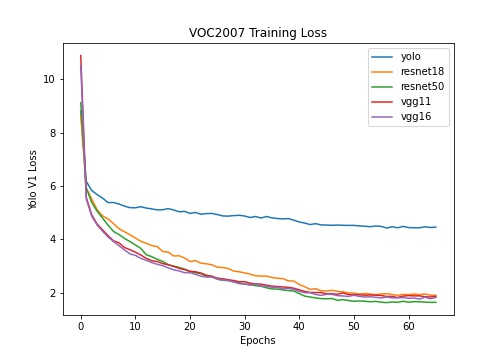 VOC2007 Training Loss
yolo
resnet18
resnet50
vgg11
vgg16
Yolo V1 Loss
10
8
6
4
2
0 10 20 30 40 50 60
Epochs